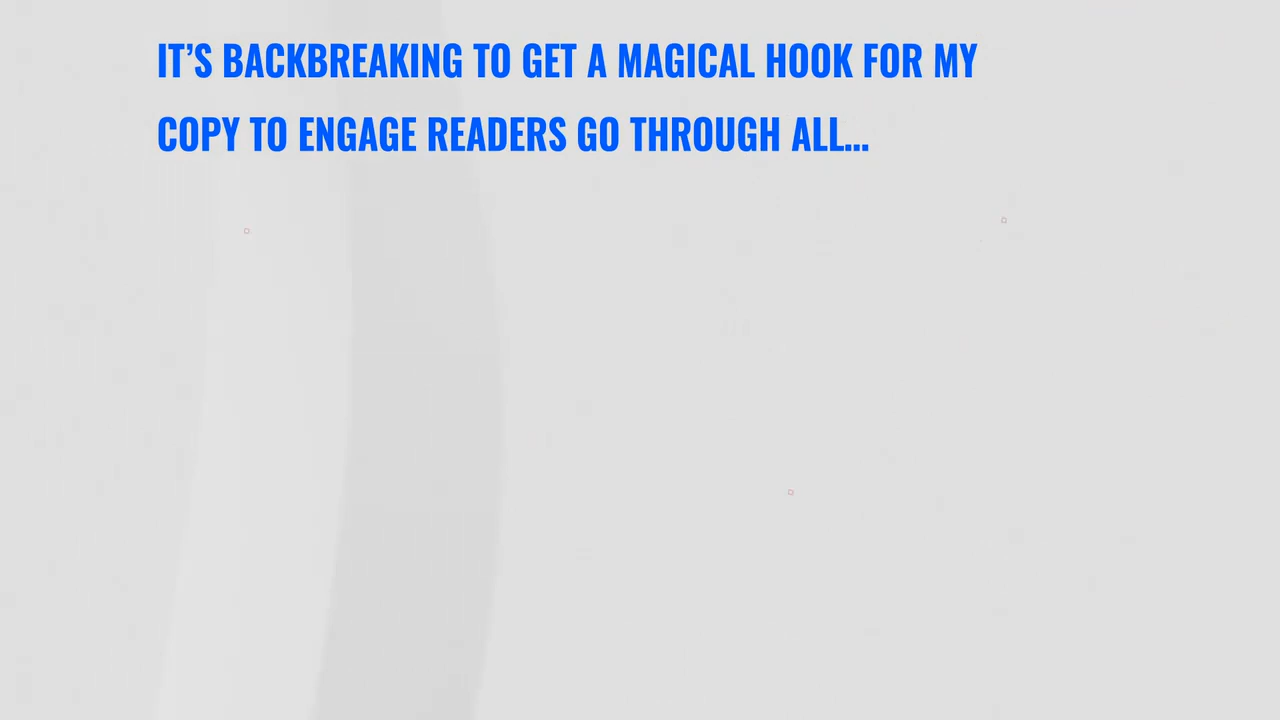 IT’S BACKBREAKING TO GET A MAGICAL HOOK FOR MY
COPY TO ENGAGE READERS GO THROUGH ALL...